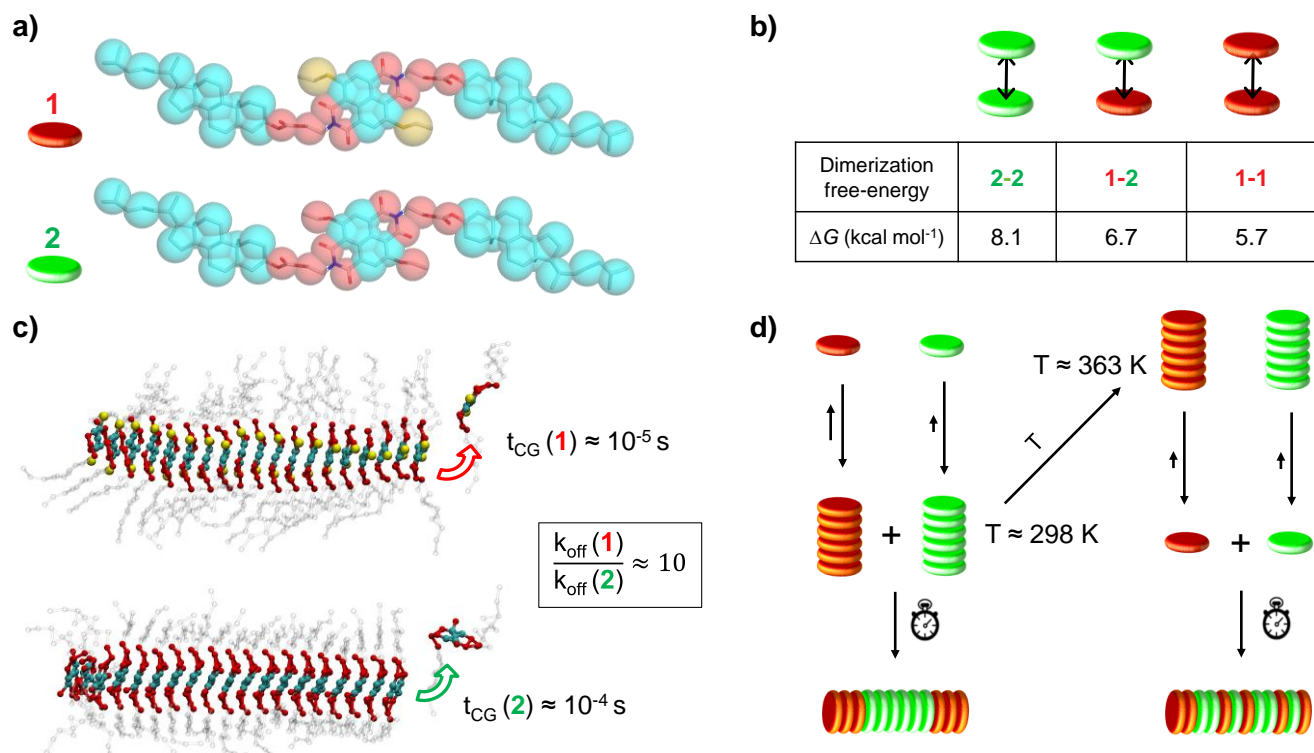 a)
1
2
b)
Dimerization
free-energy
2-2
1-2
1-1
ΔG (kcal mol-1)
8.1
6.7
5.7
c)
tCG (1) ≈ 10-5 s
koff (1)
koff (2)
≈ 10
tCG (2) ≈ 10-4 s
d)
T ≈ 363 K
T
+
T ≈ 298 K
+